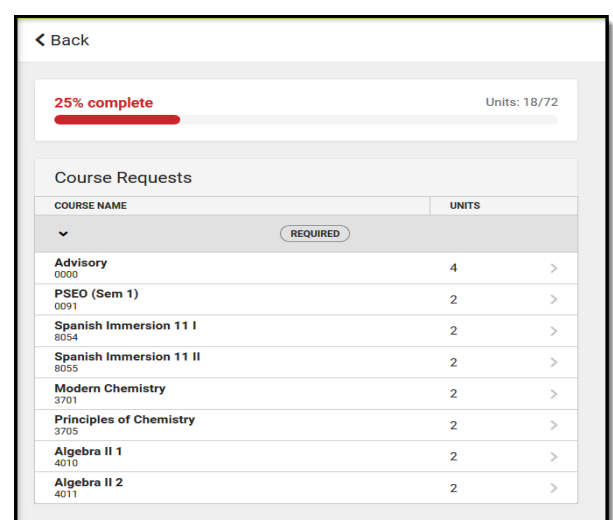 Back
25% complete Units: 18/72
Course Requests
COURSE NAME UNITS
REQUIRED
Advisory 4
0000
PSEO (Sem 1) 2
0091
Spanish Immersion 11 I 2
8054
Spanish Immersion 11 II 2
8055
Modern Chemistry 2
3701
Principles of Chemistry 2
3705
Algebra II 1 2
4010
Algebra II 2 2
4011